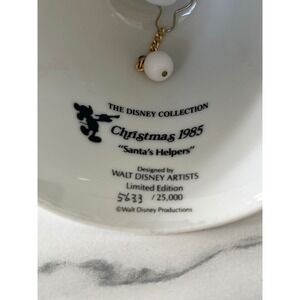 THE DISNEY COLLECTION
Christmas 1985
"Santa's Helpers"
Designed by
WALT DISNEY ARTISTS
Limited Edition
5633 /25,000
©Walt Disney Productions